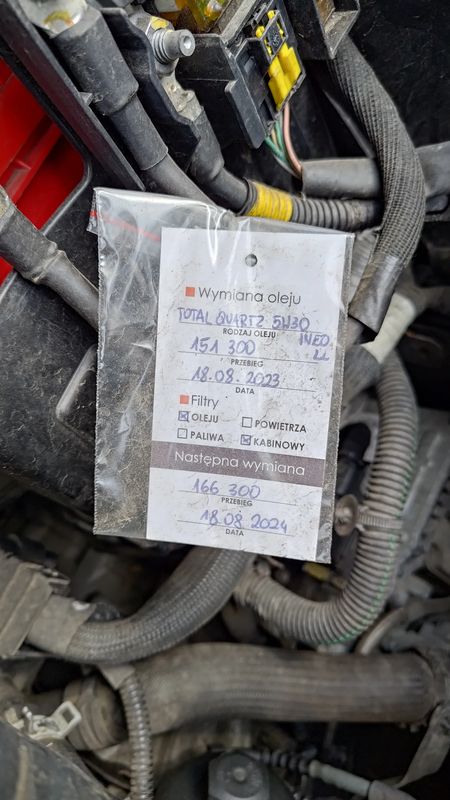 Wymiana oleju
TOTAL QUARTZ 5W30
INEO
LL
RODZAJ OLEJU
151 300
PRZEBIEG
18.08.2023
DATA
Filtry
OLEJU POWIETRZA
PALIWA KABINOWY
Następna wymiana
166 300
PRZEBIEG
18.08 2024
DATA